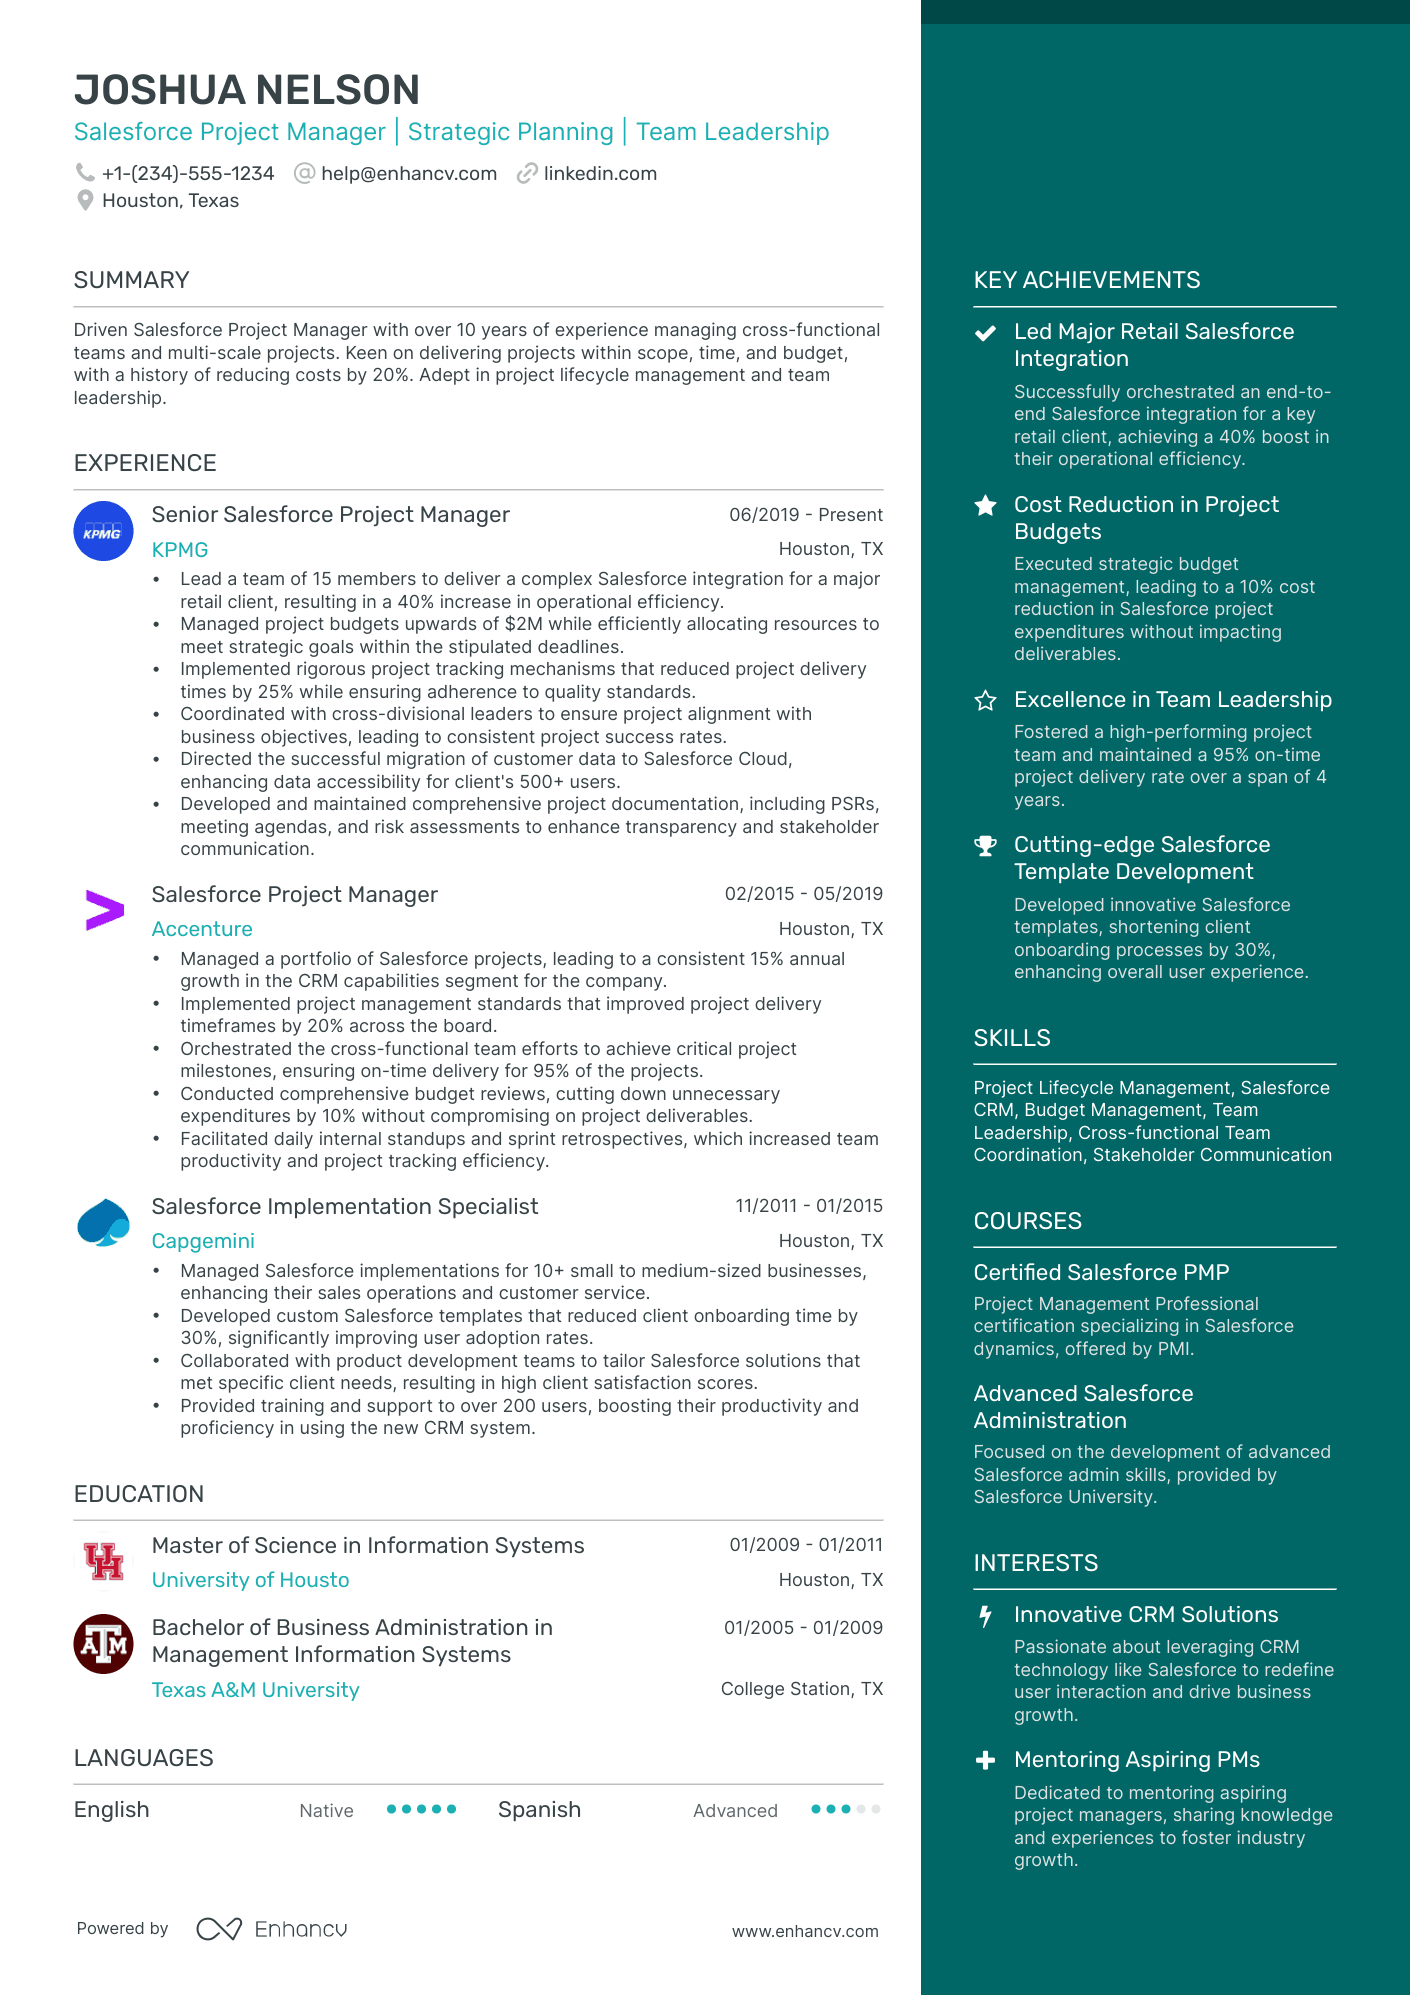 JOSHUA NELSON
Salesforce Project Manager | Strategic Planning | Team Leadership
+1-(234)-555-1234 help@enhancv.com linkedin.com
Houston, Texas
SUMMARY
Driven Salesforce Project Manager with over 10 years of experience managing cross-functional
teams and multi-scale projects. Keen on delivering projects within scope, time, and budget,
with a history of reducing costs by 20%. Adept in project lifecycle management and team
leadership.
EXPERIENCE
KPMG
Senior Salesforce Project Manager 06/2019 - Present
KPMG Houston, TX
• Lead a team of 15 members to deliver a complex Salesforce integration for a major
retail client, resulting in a 40% increase in operational efficiency.
• Managed project budgets upwards of $2M while efficiently allocating resources to
meet strategic goals within the stipulated deadlines.
• Implemented rigorous project tracking mechanisms that reduced project delivery
times by 25% while ensuring adherence to quality standards.
• Coordinated with cross-divisional leaders to ensure project alignment with
business objectives, leading to consistent project success rates.
• Directed the successful migration of customer data to Salesforce Cloud,
enhancing data accessibility for client's 500+ users.
• Developed and maintained comprehensive project documentation, including PSRs,
meeting agendas, and risk assessments to enhance transparency and stakeholder
communication.
Salesforce Project Manager 02/2015 - 05/2019
Accenture Houston, TX
• Managed a portfolio of Salesforce projects, leading to a consistent 15% annual
growth in the CRM capabilities segment for the company.
• Implemented project management standards that improved project delivery
timeframes by 20% across the board.
• Orchestrated the cross-functional team efforts to achieve critical project
milestones, ensuring on-time delivery for 95% of the projects.
• Conducted comprehensive budget reviews, cutting down unnecessary
expenditures by 10% without compromising on project deliverables.
• Facilitated daily internal standups and sprint retrospectives, which increased team
productivity and project tracking efficiency.
Salesforce Implementation Specialist 11/2011 - 01/2015
Capgemini Houston, TX
• Managed Salesforce implementations for 10+ small to medium-sized businesses,
enhancing their sales operations and customer service.
• Developed custom Salesforce templates that reduced client onboarding time by
30%, significantly improving user adoption rates.
• Collaborated with product development teams to tailor Salesforce solutions that
met specific client needs, resulting in high client satisfaction scores.
• Provided training and support to over 200 users, boosting their productivity and
proficiency in using the new CRM system.
EDUCATION
UH
Master of Science in Information Systems 01/2009 - 01/2011
University of Housto Houston, TX
ATM
Bachelor of Business Administration in 01/2005 - 01/2009
Management Information Systems
Texas A&M University College Station, TX
LANGUAGES
English Native Spanish Advanced
Powered by Enhancv www.enhancv.com
KEY ACHIEVEMENTS
Led Major Retail Salesforce
Integration
Successfully orchestrated an end-to-
end Salesforce integration for a key
retail client, achieving a 40% boost in
their operational efficiency.
Cost Reduction in Project
Budgets
Executed strategic budget
management, leading to a 10% cost
reduction in Salesforce project
expenditures without impacting
deliverables.
Excellence in Team Leadership
Fostered a high-performing project
team and maintained a 95% on-time
project delivery rate over a span of 4
years.
Cutting-edge Salesforce
Template Development
Developed innovative Salesforce
templates, shortening client
onboarding processes by 30%,
enhancing overall user experience.
SKILLS
Project Lifecycle Management, Salesforce
CRM, Budget Management, Team
Leadership, Cross-functional Team
Coordination, Stakeholder Communication
COURSES
Certified Salesforce PMP
Project Management Professional
certification specializing in Salesforce
dynamics, offered by PMI.
Advanced Salesforce
Administration
Focused on the development of advanced
Salesforce admin skills, provided by
Salesforce University.
INTERESTS
Innovative CRM Solutions
Passionate about leveraging CRM
technology like Salesforce to redefine
user interaction and drive business
growth.
Mentoring Aspiring PMs
Dedicated to mentoring aspiring
project managers, sharing knowledge
and experiences to foster industry
growth.